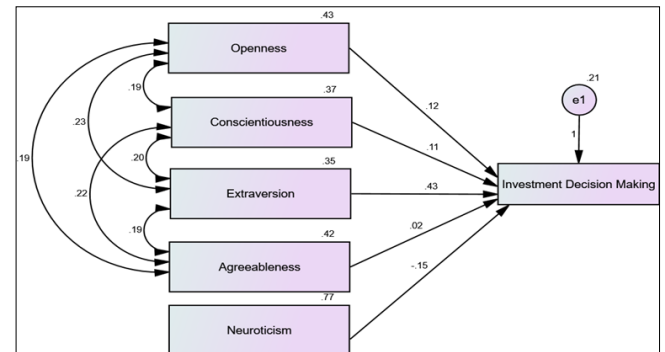 .43
Openness
.21
e1
.19
.12
.37
Conscientiousness
1
.23
.11
.20
.35
.19
Extraversion
.43
Investment Decision Making
.22
.19
.02
.42
Agreeableness
-.15
.77
Neuroticism